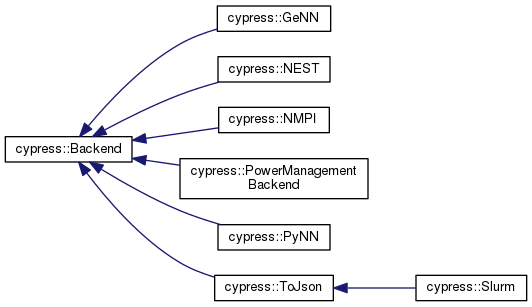 cypress::GeNN
cypress::NEST
cypress::NMPI
cypress::Backend
cypress::PowerManagement
Backend
cypress::PyNN
cypress::ToJson
cypress::Slurm